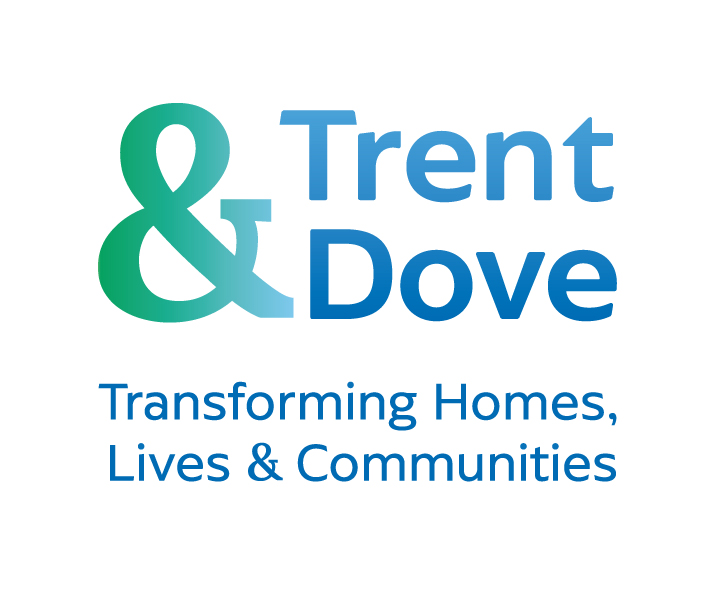 & Trent
Dove
Transforming Homes,
Lives & Communities